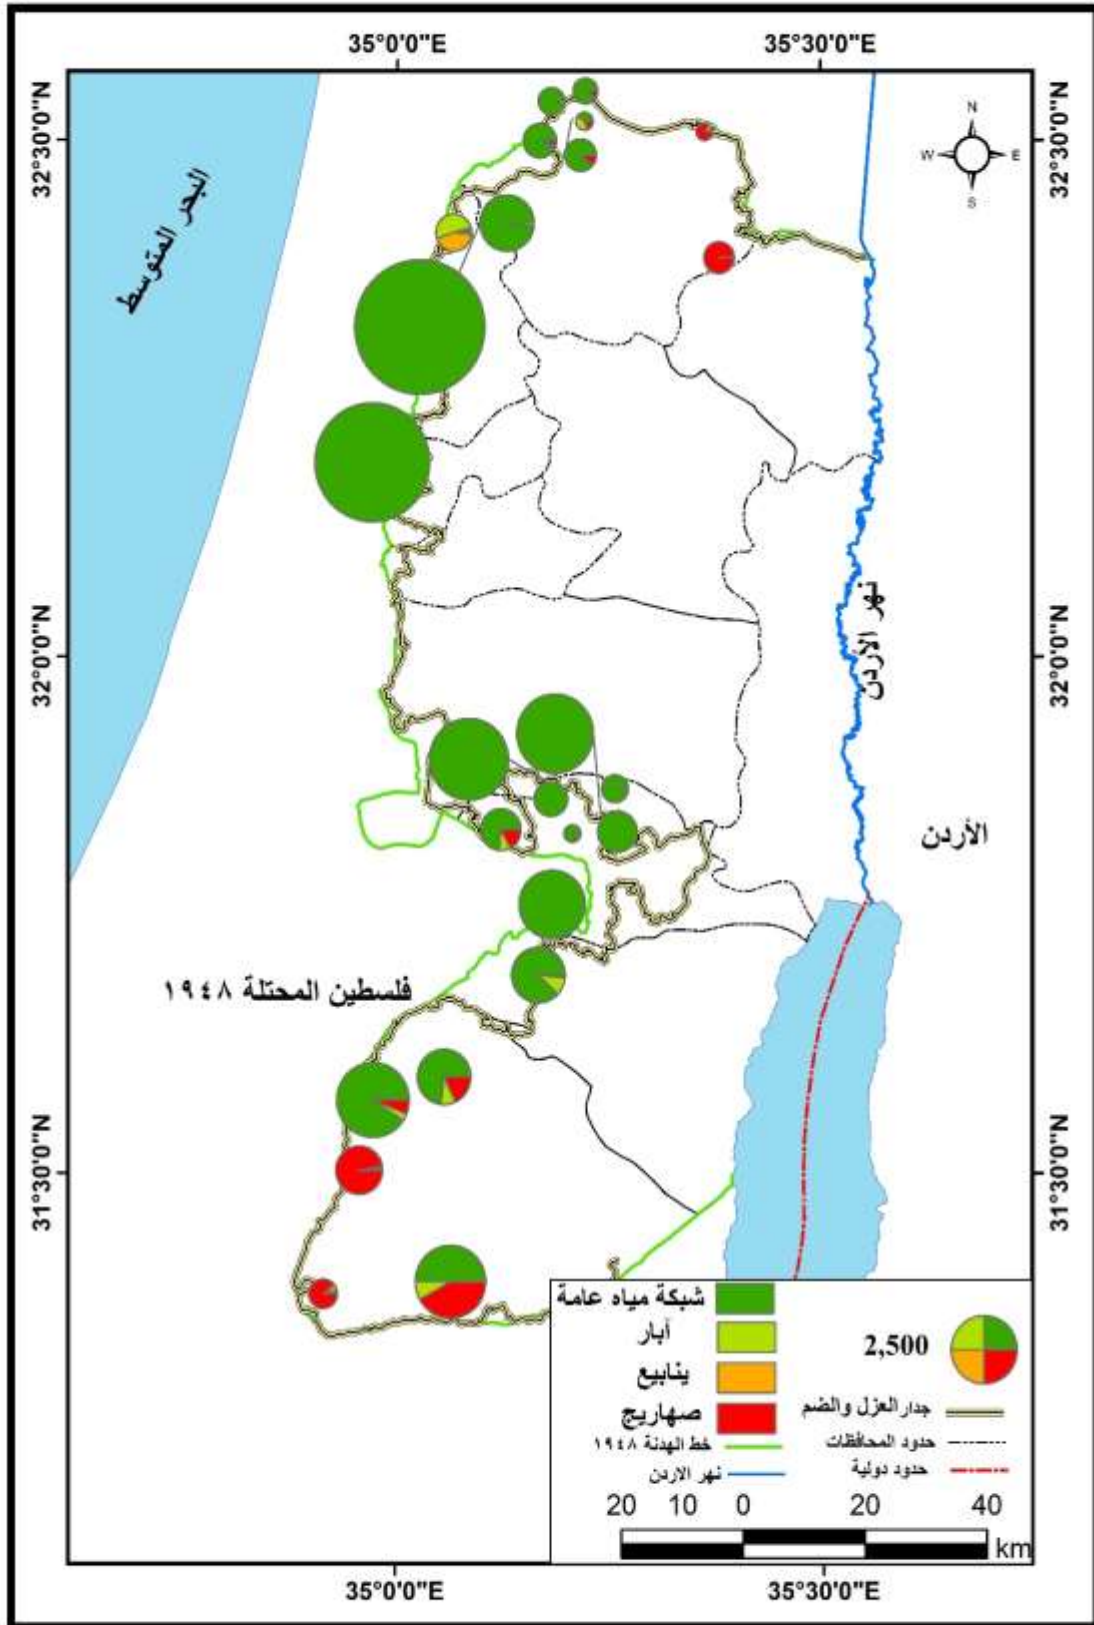 35°0'0"E
35°30'0"E
32°30'0"N
32°30'0"N
N
W
E
S
البحر المتوسط
32°0'0"N
32°0'0"N
نهر الأردن
الأردن
فلسطين المحتلة ١٩٤٨
31°30'0"N
31°30'0"N
شبكة مياه عامة
أبار
2,500
ينابيع
صهاريج
جدار العزل والضم
خط الهدنة ١٩٤٨
حدود المحافظات
نهر الاردن
حدود دولية
20 10 0 20 40
km
35°0'0"E
35°30'0"E